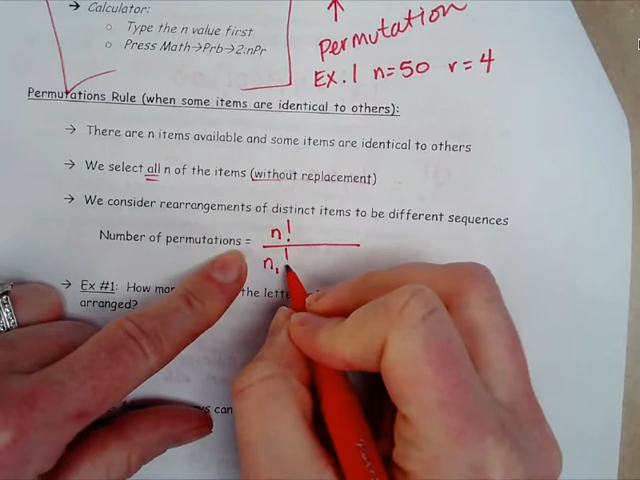 → Calculator:
o Type the n value first
o Press Math→Prb→2:nPr
Permutation
Ex. 1 n=50 r=4
Permutations Rule (when some items are identical to others):
→ There are n items available and some items are identical to others
→ We select all n of the items (without replacement)
→ We consider rearrangements of distinct items to be different sequences
Number of permutations = n!
n₁!
→ Ex #1: How the
arranged?
can